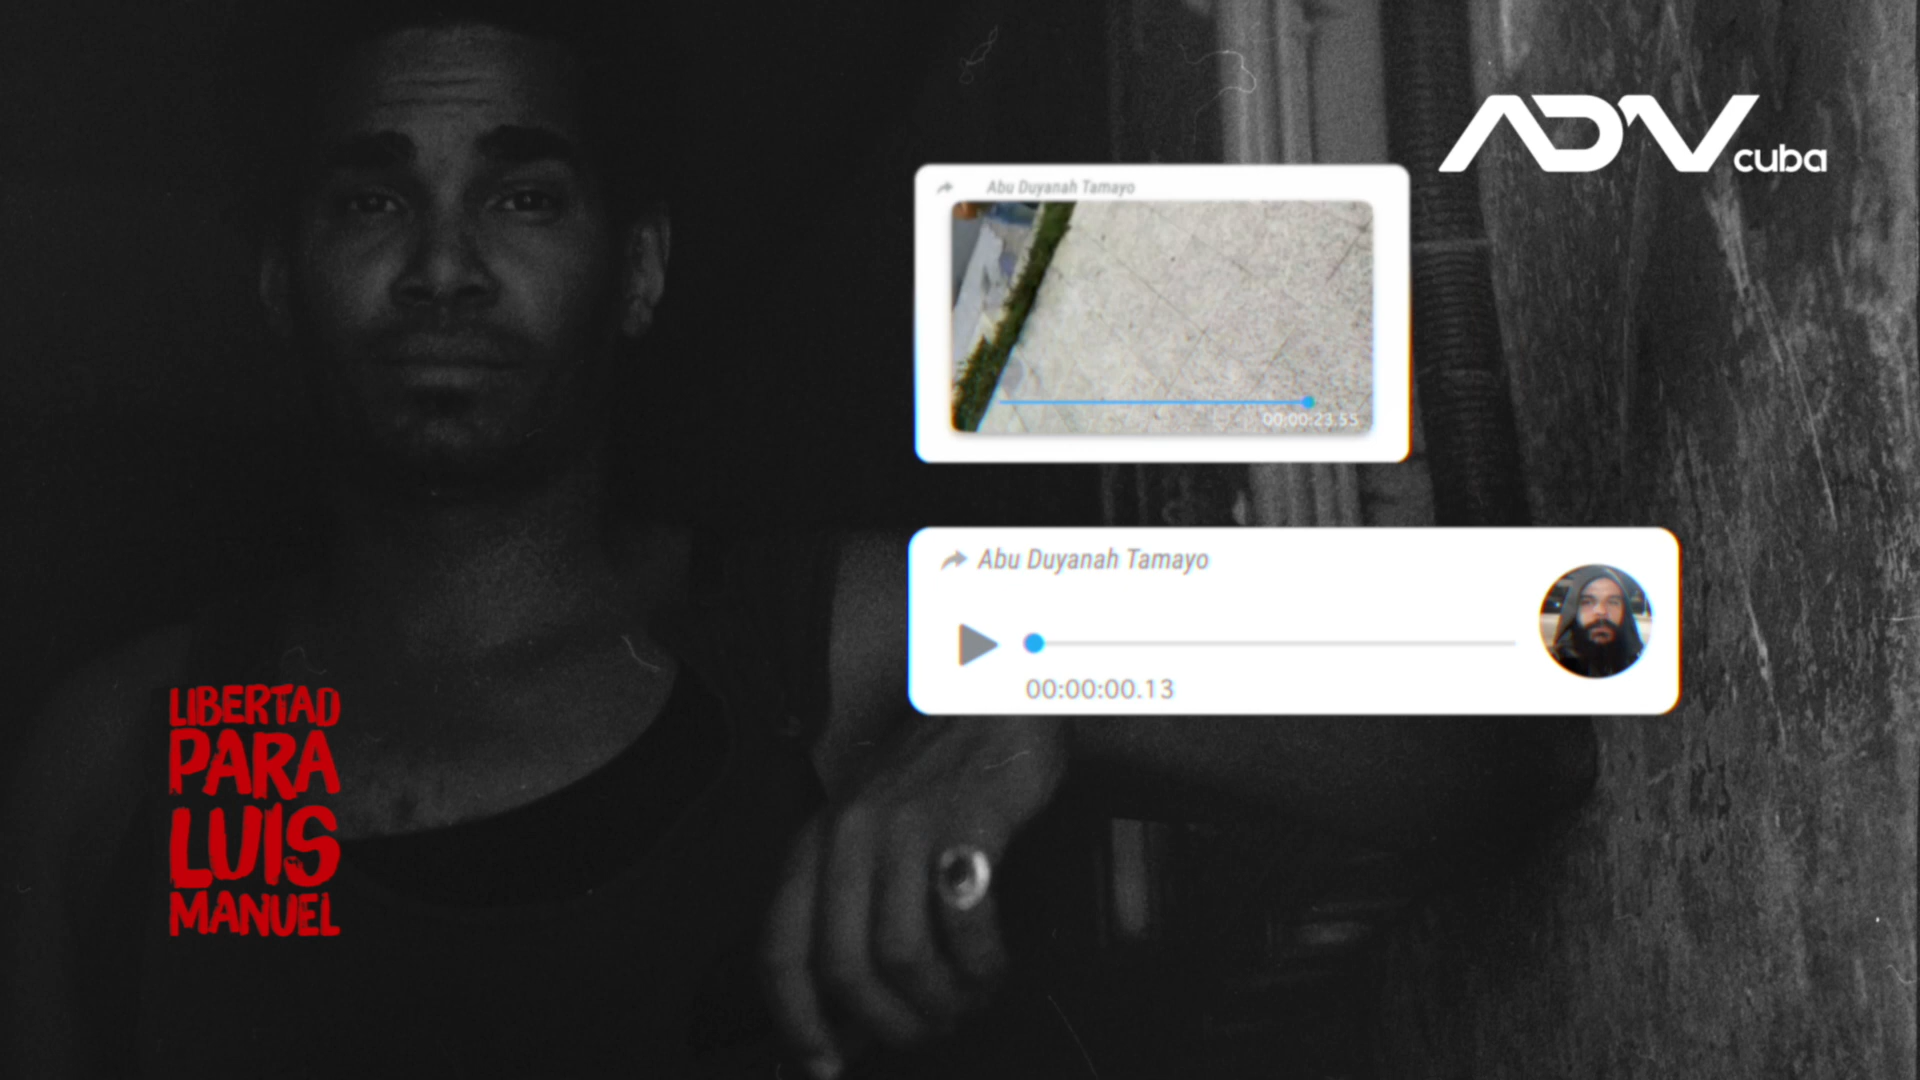 ADN cuba
Abu Duyanah Tamayo
00:00:23.55
Abu Duyanah Tamayo
00:00:00.13
LIBERTAD
PARA
LUIS
MANUEL